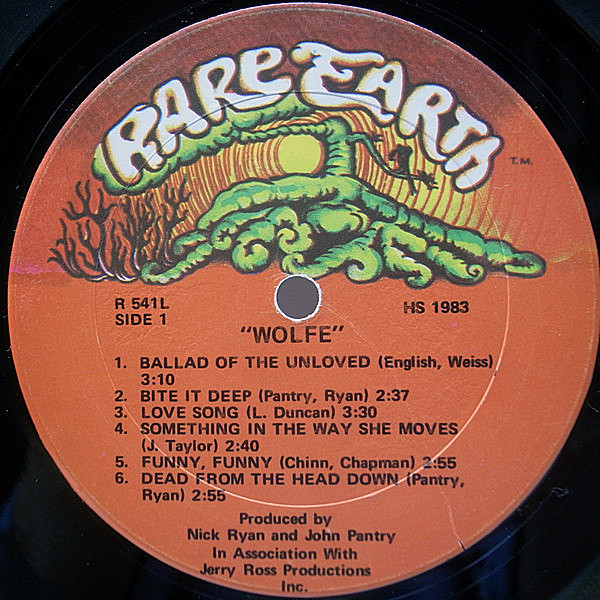 RARE EARTH
T.M.
R 541L
HS 1983
SIDE 1
"WOLFE"
1. BALLAD OF THE UNLOVED (English, Weiss)
3:10
2. BITE IT DEEP (Pantry, Ryan) 2:37
3. LOVE SONG (L. Duncan) 3:30
4. SOMETHING IN THE WAY SHE MOVES
(J. Taylor) 2:40
5. FUNNY, FUNNY (Chinn, Chapman) 2:55
6. DEAD FROM THE HEAD DOWN (Pantry,
Ryan) 2:55
Produced by
Nick Ryan and John Pantry
In Association With
Jerry Ross Productions
Inc.